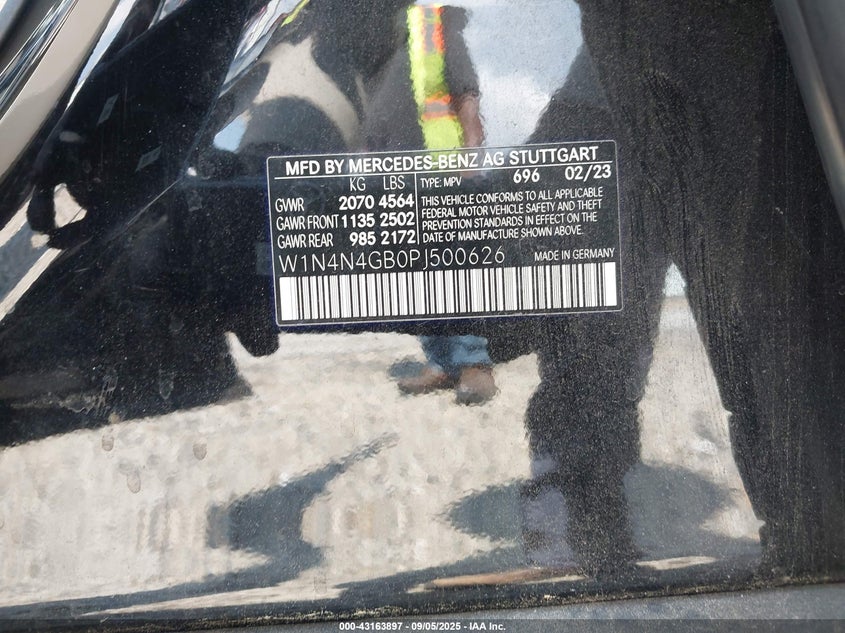 MFD BY MERCEDES-BENZ AG STUTTGART
KG LBS TYPE: MPV 696 02/23
GVWR 2070 4564
GAWR FRONT 1135 2502
GAWR REAR 985 2172
THIS VEHICLE CONFORMS TO ALL APPLICABLE
FEDERAL MOTOR VEHICLE SAFETY AND THEFT
PREVENTION STANDARDS IN EFFECT ON THE
DATE OF MANUFACTURE SHOWN ABOVE.
W1N4N4GB0PJ500626 MADE IN GERMANY
000-43163897 - 09/05/2025 - IAA Inc.